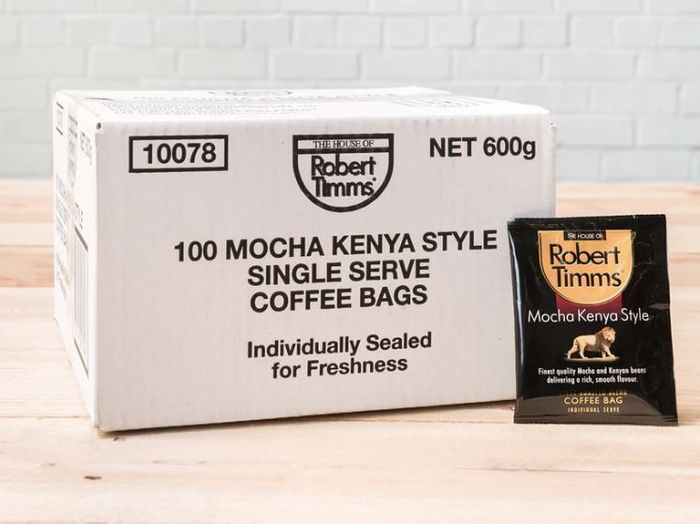 10078
THE HOUSE OF
Robert
Timms
NET 600g
100 MOCHA KENYA STYLE
SINGLE SERVE
COFFEE BAGS
Individually Sealed
for Freshness
THE HOUSE OF
Robert
Timms
Mocha Kenya Style
Finest quality Mocha and Kenyan beans
delivering a rich, smooth flavour.
COFFEE BAG
INDIVIDUAL SERVE